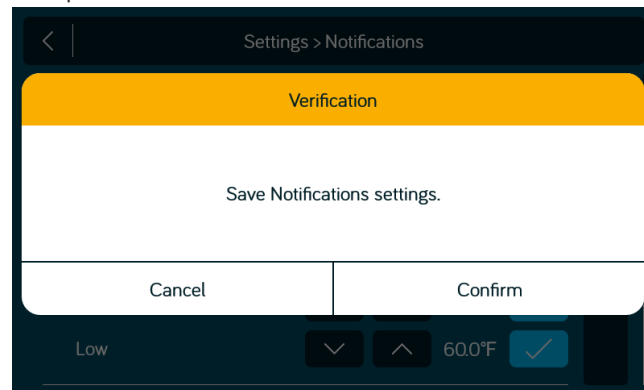 Settings > Notifications
Verification
Save Notifications settings.
Cancel
Confirm
Low
60.0°F